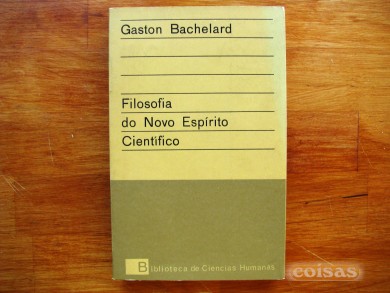 Gaston Bachelard
Filosofia
do Novo Espírito
Científico
Biblioteca de Ciências Humanas
coisas